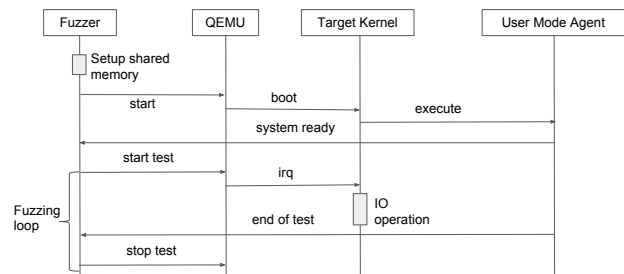 Fuzzer
QEMU
Target Kernel
User Mode Agent
Setup shared
memory
start
boot
execute
system ready
start test
irq
Fuzzing
loop
IO
operation
end of test
stop test